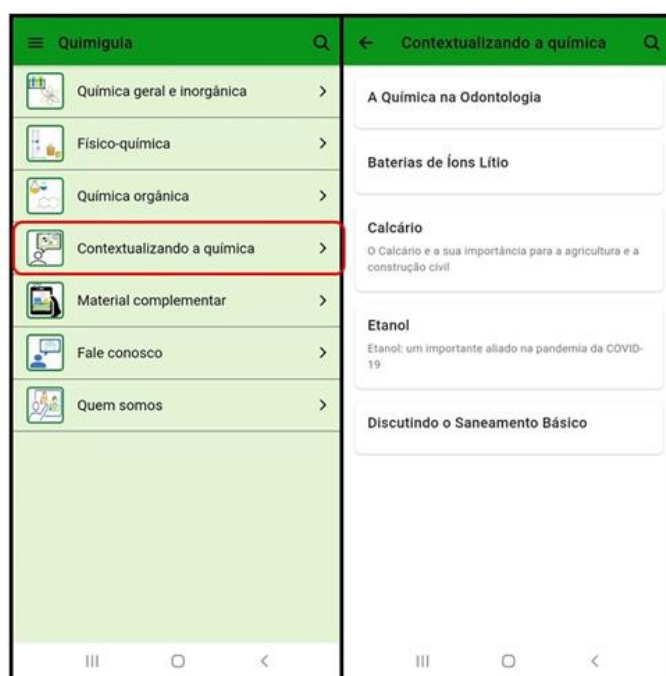 Quimiguia
Química geral e inorgânica
Físico-química
Química orgânica
Contextualizando a química
Material complementar
Fale conosco
Quem somos
Contextualizando a química
A Química na Odontologia
Baterias de Íons Lítio
Calcário
O Calcário e a sua importância para a agricultura e a
construção civil
Etanol
Etanol: um importante aliado na pandemia da COVID-
19
Discutindo o Saneamento Básico